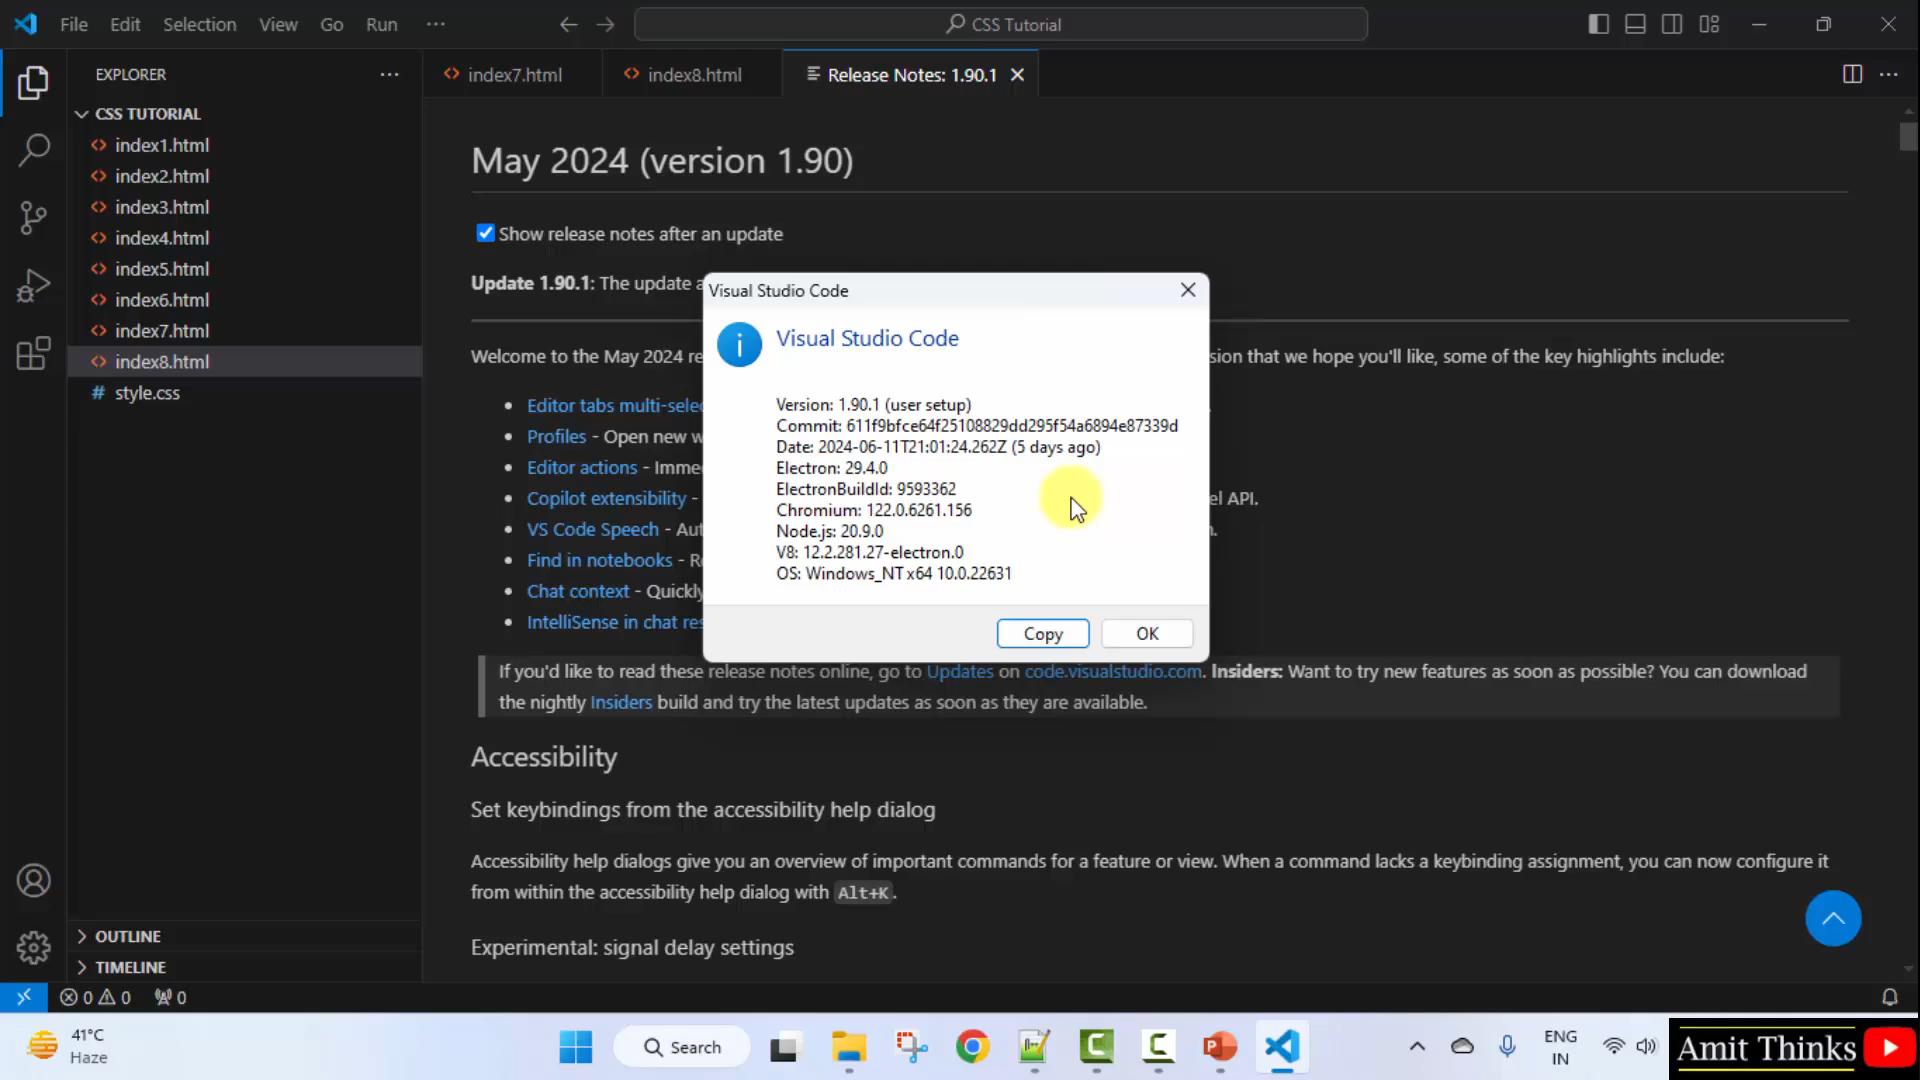 File Edit Selection View Go Run ···
CSS Tutorial
EXPLORER
index7.html
index8.html
Release Notes: 1.90.1
CSS TUTORIAL
index1.html
index2.html
index3.html
index4.html
index5.html
index6.html
index7.html
index8.html
# style.css
OUTLINE
TIMELINE
May 2024 (version 1.90)
Show release notes after an update
Update 1.90.1: The update
Welcome to the May 2024 re
sion that we hope you'll like, some of the key highlights include:
Editor tabs multi-selec
Profiles - Open new w
Editor actions - Imme
Copilot extensibility -
el API.
VS Code Speech - Aut
Find in notebooks - R
Chat context - Quickly
IntelliSense in chat res
If you'd like to read these release notes online, go to Updates on code.visualstudio.com. Insiders: Want to try new features as soon as possible? You can download
the nightly Insiders build and try the latest updates as soon as they are available.
Accessibility
Set keybindings from the accessibility help dialog
Accessibility help dialogs give you an overview of important commands for a feature or view. When a command lacks a keybinding assignment, you can now configure it
from within the accessibility help dialog with Alt+K.
Experimental: signal delay settings
Visual Studio Code
Visual Studio Code
Version: 1.90.1 (user setup)
Commit: 611f9bfce64f25108829dd295f54a6894e87339d
Date: 2024-06-11T21:01:24.262Z (5 days ago)
Electron: 29.4.0
ElectronBuildId: 9593362
Chromium: 122.0.6261.156
Node.js: 20.9.0
V8: 12.2.281.27-electron.0
OS: Windows_NT x64 10.0.22631
Copy
OK
0 0 0
41°C
Haze
Search
ENG
IN
Amit Thinks